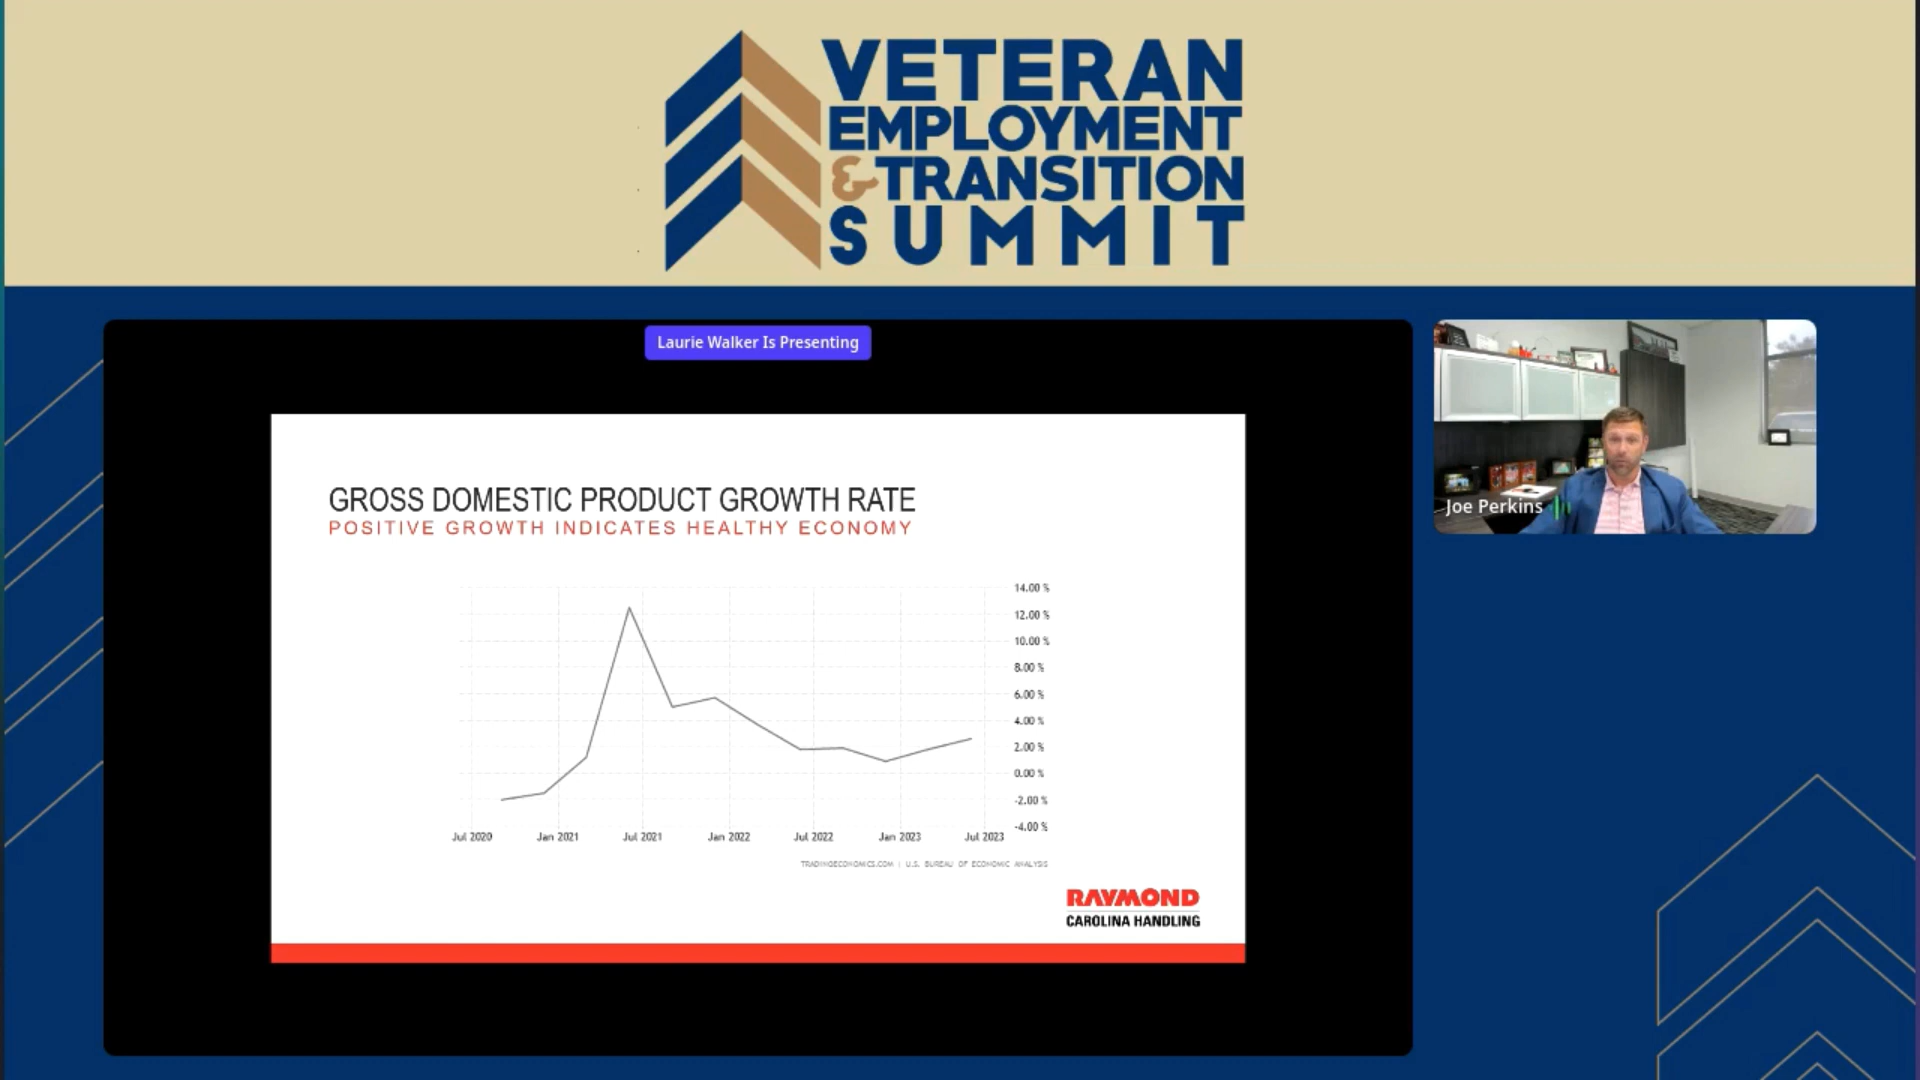 VETERAN
EMPLOYMENT
& TRANSITION
SUMMIT
Laurie Walker Is Presenting
GROSS DOMESTIC PRODUCT GROWTH RATE
POSITIVE GROWTH INDICATES HEALTHY ECONOMY
14.00 %
12.00 %
10.00 %
8.00 %
6.00 %
4.00 %
2.00 %
0.00 %
-2.00 %
-4.00 %
Jul 2020 Jan 2021 Jul 2021 Jan 2022 Jul 2022 Jan 2023 Jul 2023
TRADINGECONOMICS.COM | U.S. BUREAU OF ECONOMIC ANALYSIS
RAYMOND
CAROLINA HANDLING
Joe Perkins